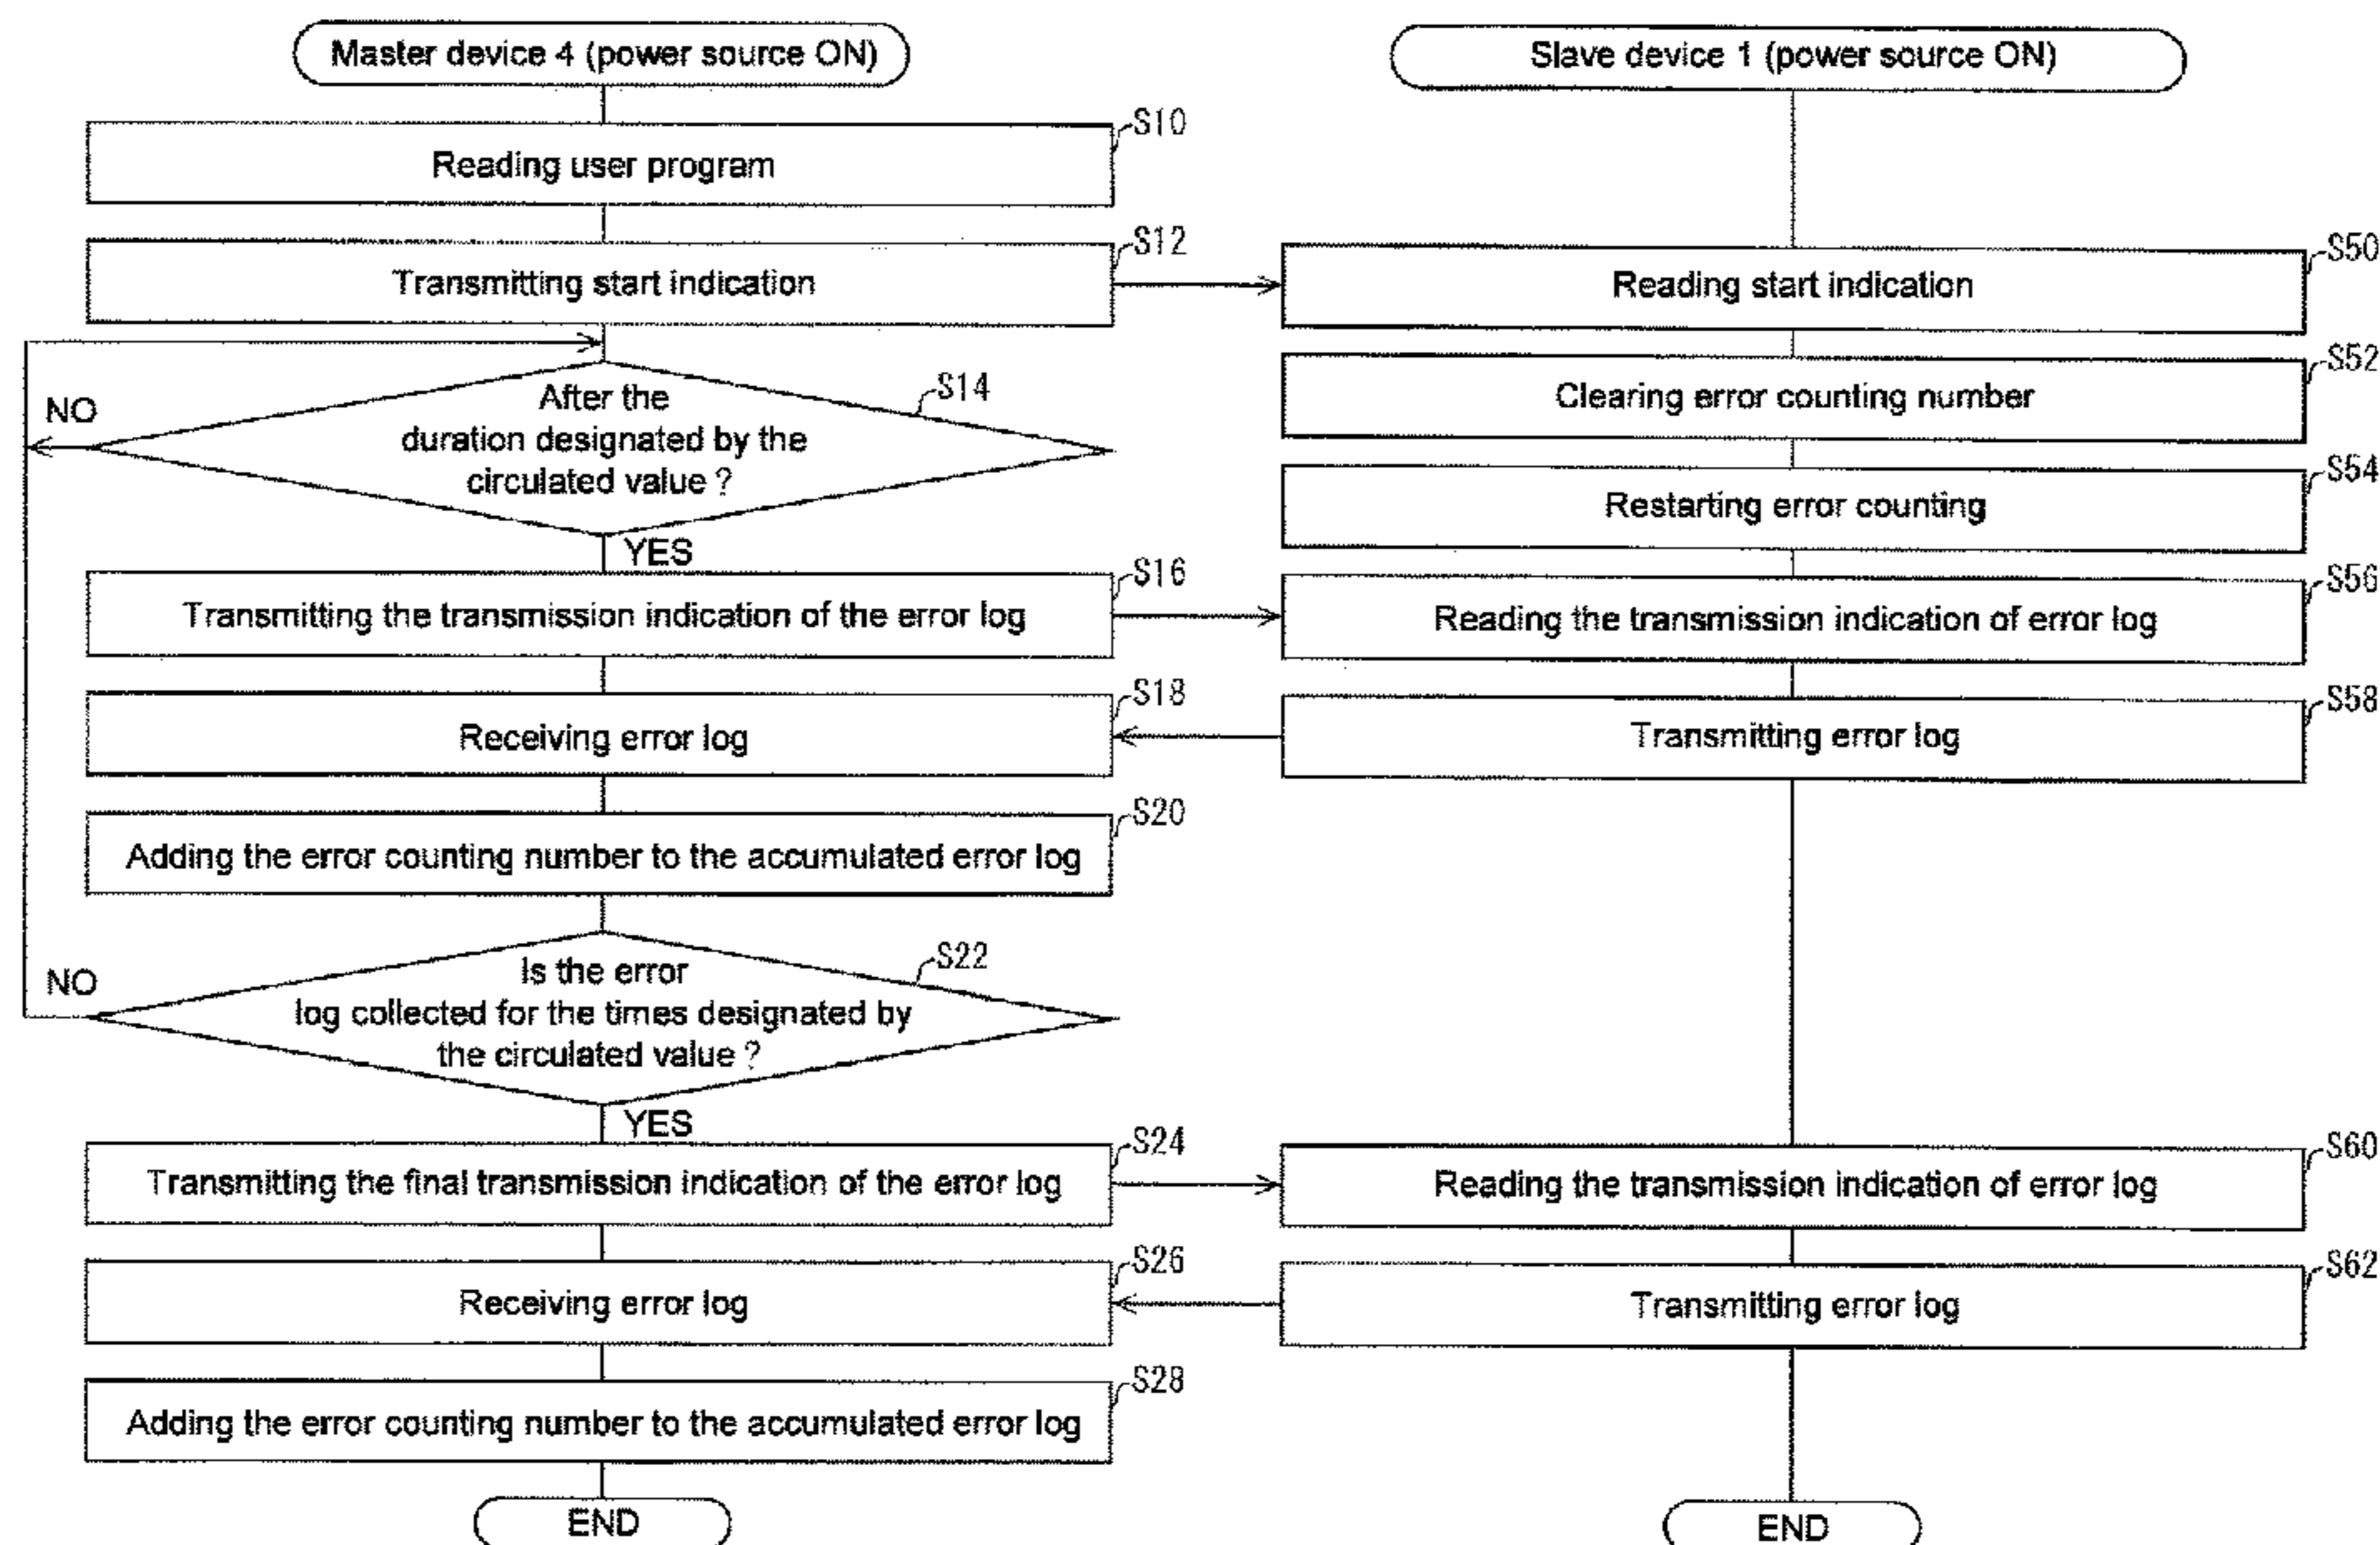 Master device 4 (power source ON)
Slave device 1 (power source ON)
S10
Reading user program
S12
Transmitting start indication
S50
Reading start indication
S52
Clearing error counting number
S14
After the
duration designated by the
circulated value ?
NO
YES
S54
Restarting error counting
S16
Transmitting the transmission indication of the error log
S56
Reading the transmission indication of error log
S18
Receiving error log
S58
Transmitting error log
S20
Adding the error counting number to the accumulated error log
S22
Is the error
log collected for the times designated by
the circulated value ?
NO
YES
S24
Transmitting the final transmission indication of the error log
S60
Reading the transmission indication of error log
S26
Receiving error log
S62
Transmitting error log
S28
Adding the error counting number to the accumulated error log
END
END